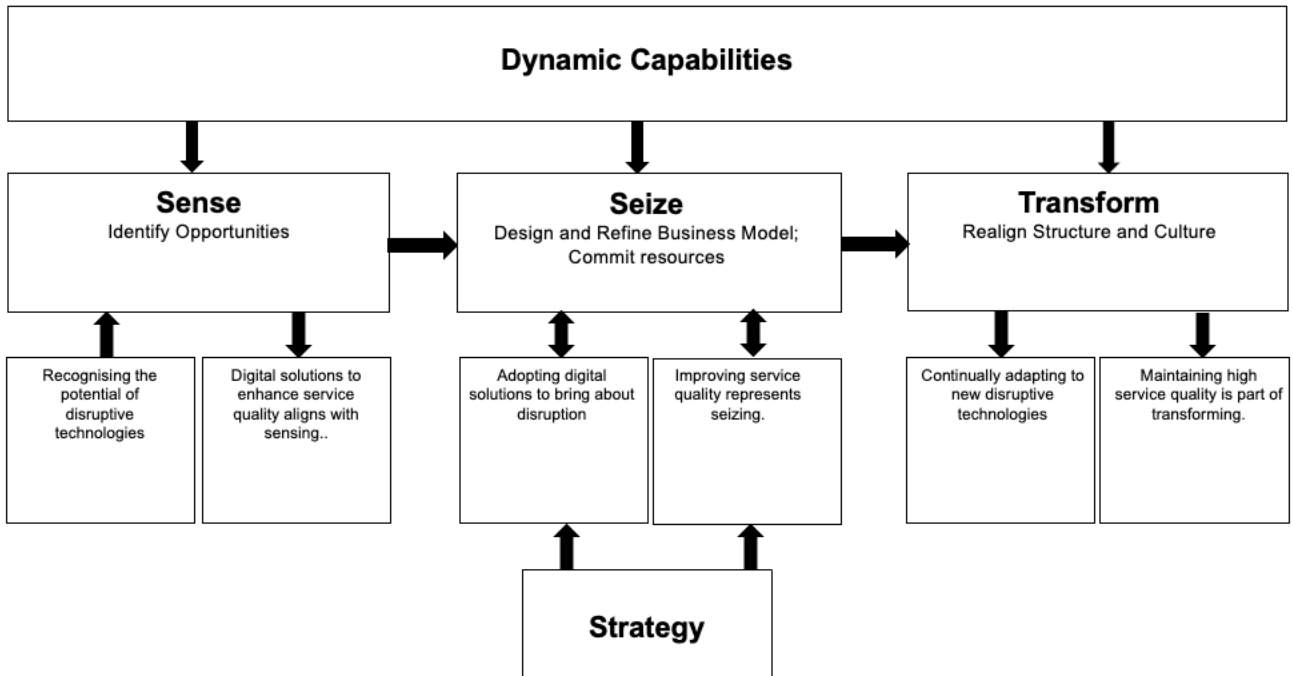 Dynamic Capabilities
Sense
Identify Opportunities
Seize
Design and Refine Business Model;
Commit resources
Transform
Realign Structure and Culture
Recognising the
potential of
disruptive
technologies
Digital solutions to
enhance service
quality aligns with
sensing..
Adopting digital
solutions to bring about
disruption
Improving service
quality represents
seizing.
Continually adapting to
new disruptive
technologies
Maintaining high
service quality is part of
transforming.
Strategy